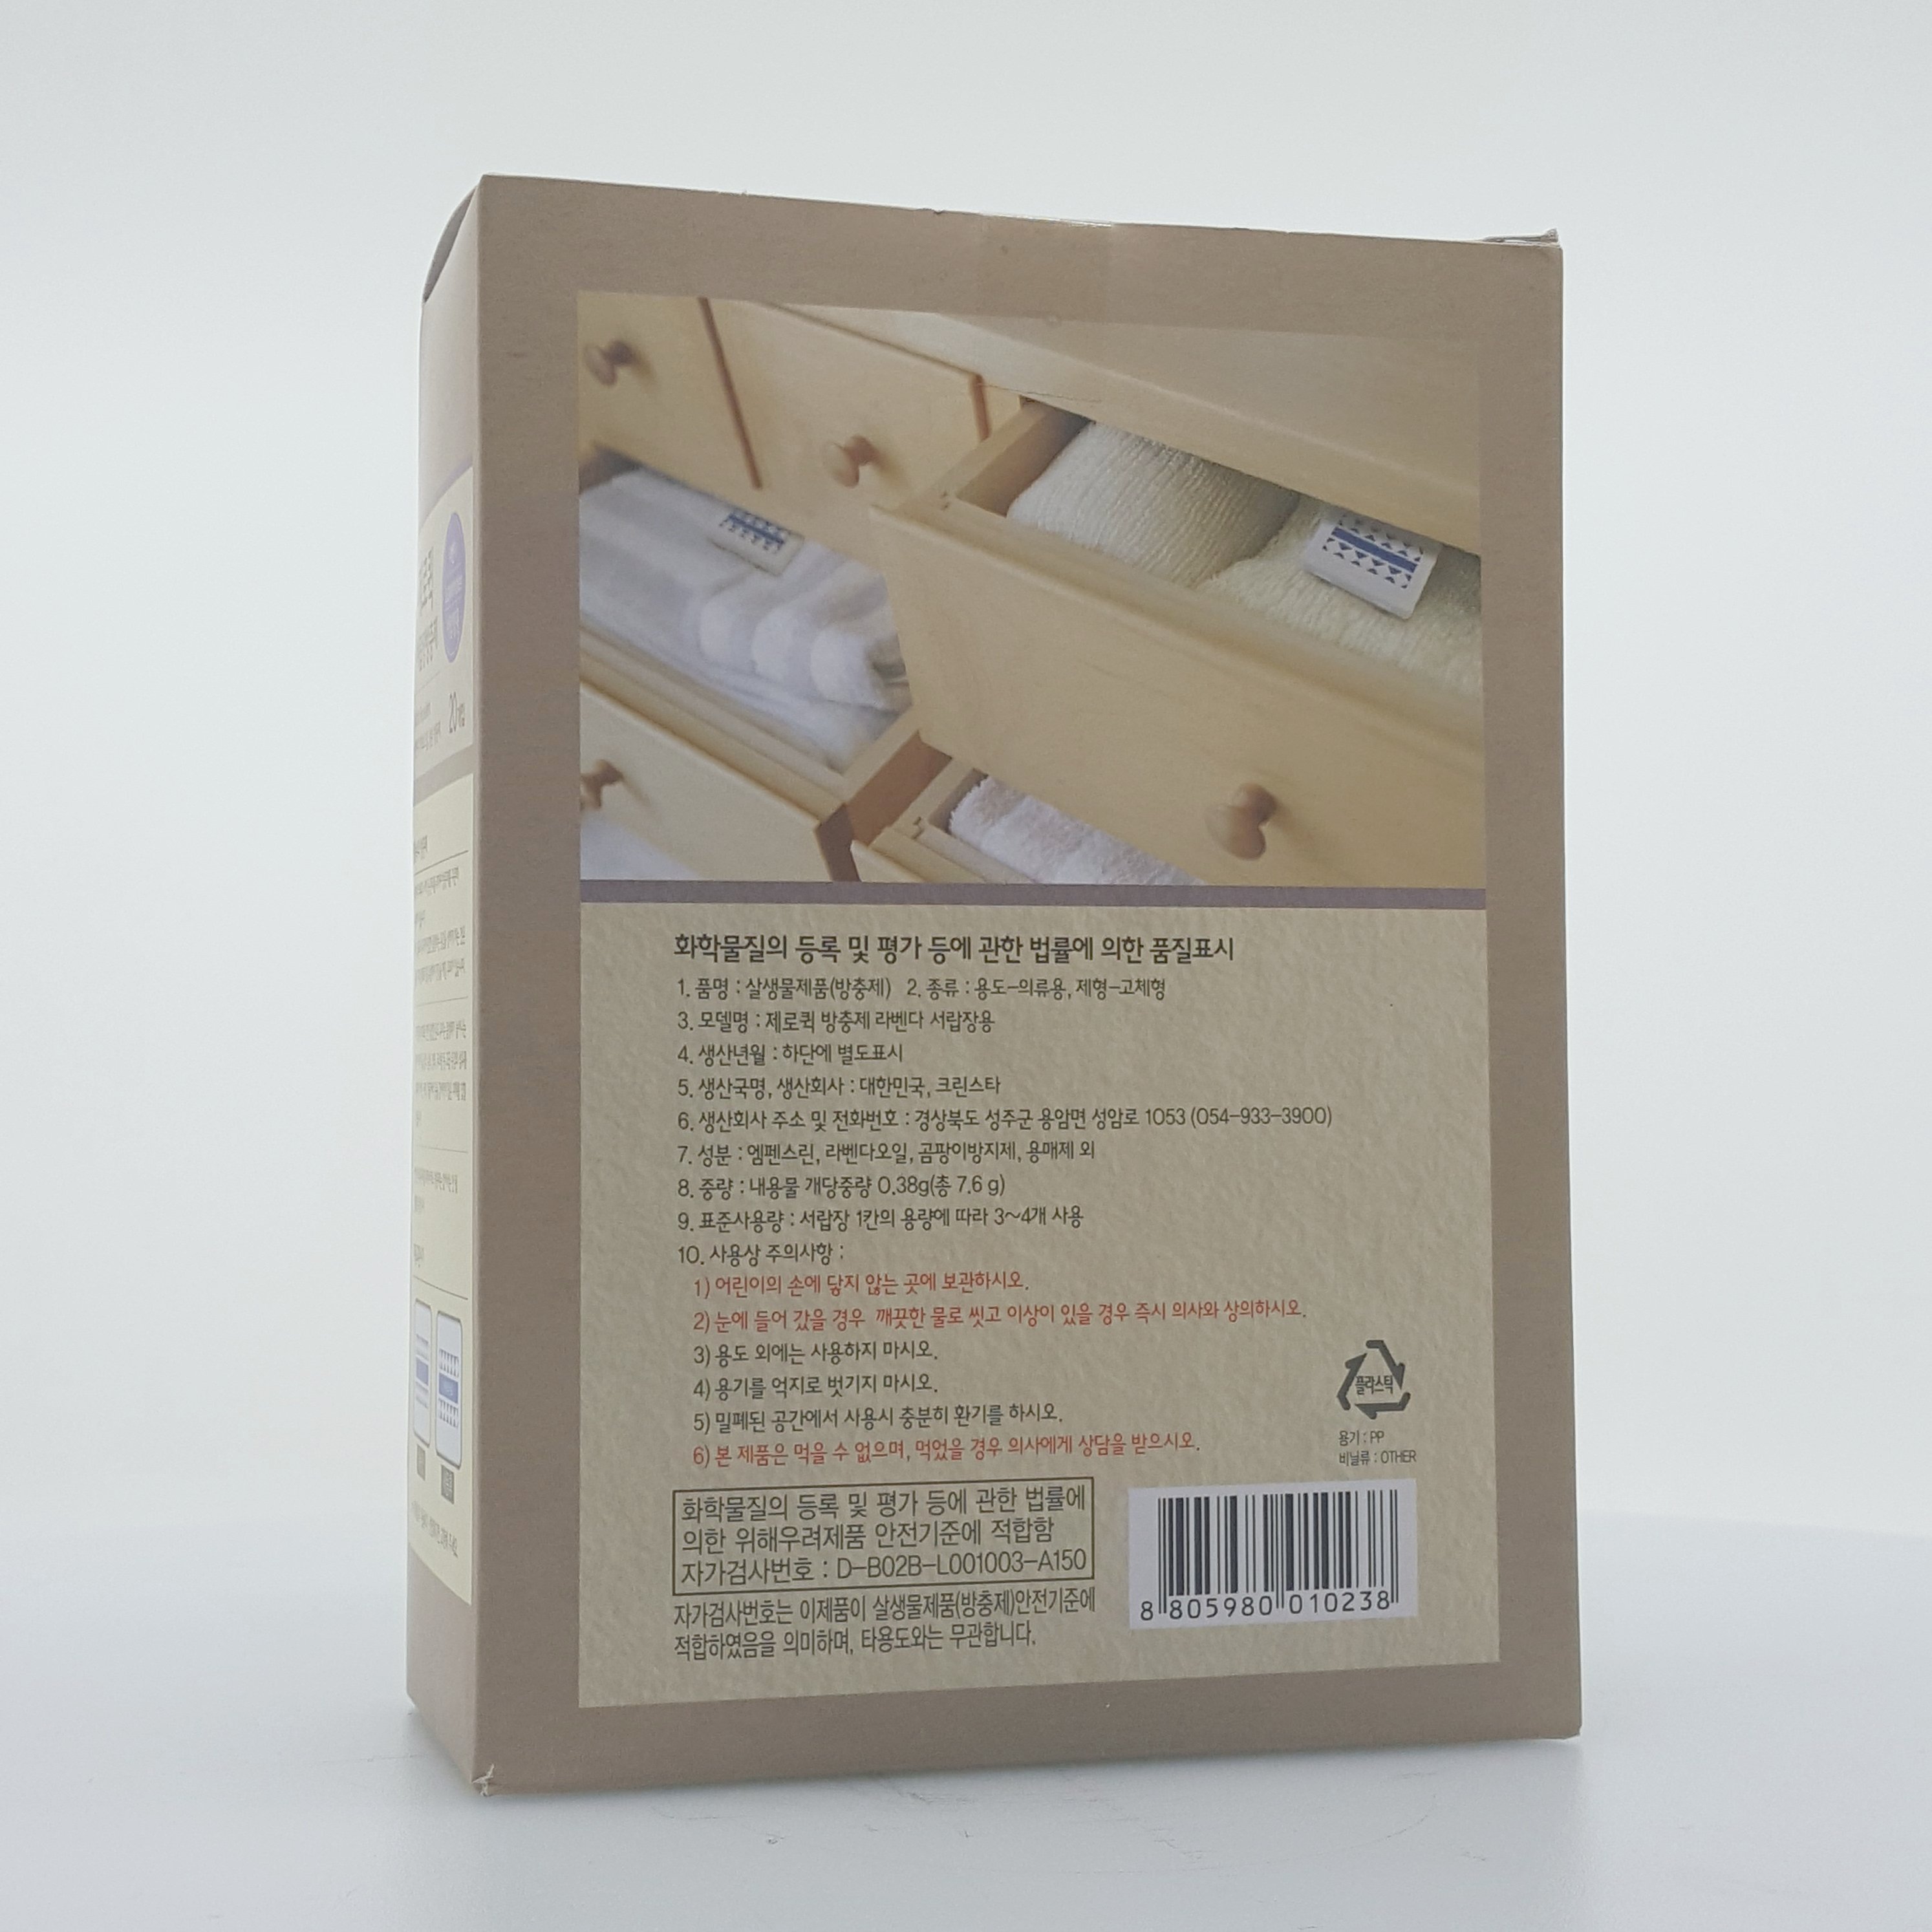 화학물질의 등록 및 평가 등에 관한 법률에 의한 품질표시
1. 품명 : 살생물제품(방충제) 2. 종류 : 용도-의류용, 제형-고체형
3. 모델명 : 제로퀵 방충제 라벤다 서랍장용
4. 생산년월 : 하단에 별도표시
5. 생산국명, 생산회사 : 대한민국, 크린스타
6. 생산회사 주소 및 전화번호 : 경상북도 성주군 용암면 성암로 1053 (054-933-3900)
7. 성분 : 엠펜스린, 라벤다오일, 곰팡이방지제, 용매제 외
8. 중량 : 내용물 개당중량 0.38g(총 7.6 g)
9. 표준사용량 : 서랍장 1칸의 용량에 따라 3~4개 사용
10. 사용상 주의사항 :
1) 어린이의 손에 닿지 않는 곳에 보관하시오.
2) 눈에 들어 갔을 경우 깨끗한 물로 씻고 이상이 있을 경우 즉시 의사와 상의하시오.
3) 용도 외에는 사용하지 마시오.
4) 용기를 억지로 벗기지 마시오.
5) 밀폐된 공간에서 사용시 충분히 환기를 하시오.
6) 본 제품은 먹을 수 없으며, 먹었을 경우 의사에게 상담을 받으시오.
플라스틱
용기 : PP
비닐류 : OTHER
화학물질의 등록 및 평가 등에 관한 법률에
의한 위해우려제품 안전기준에 적합함
자가검사번호 : D-B02B-L001003-A150
자가검사번호는 이제품이 살생물제품(방충제)안전기준에
적합하였음을 의미하며, 타용도와는 무관합니다.
8 805980 010238
20개입